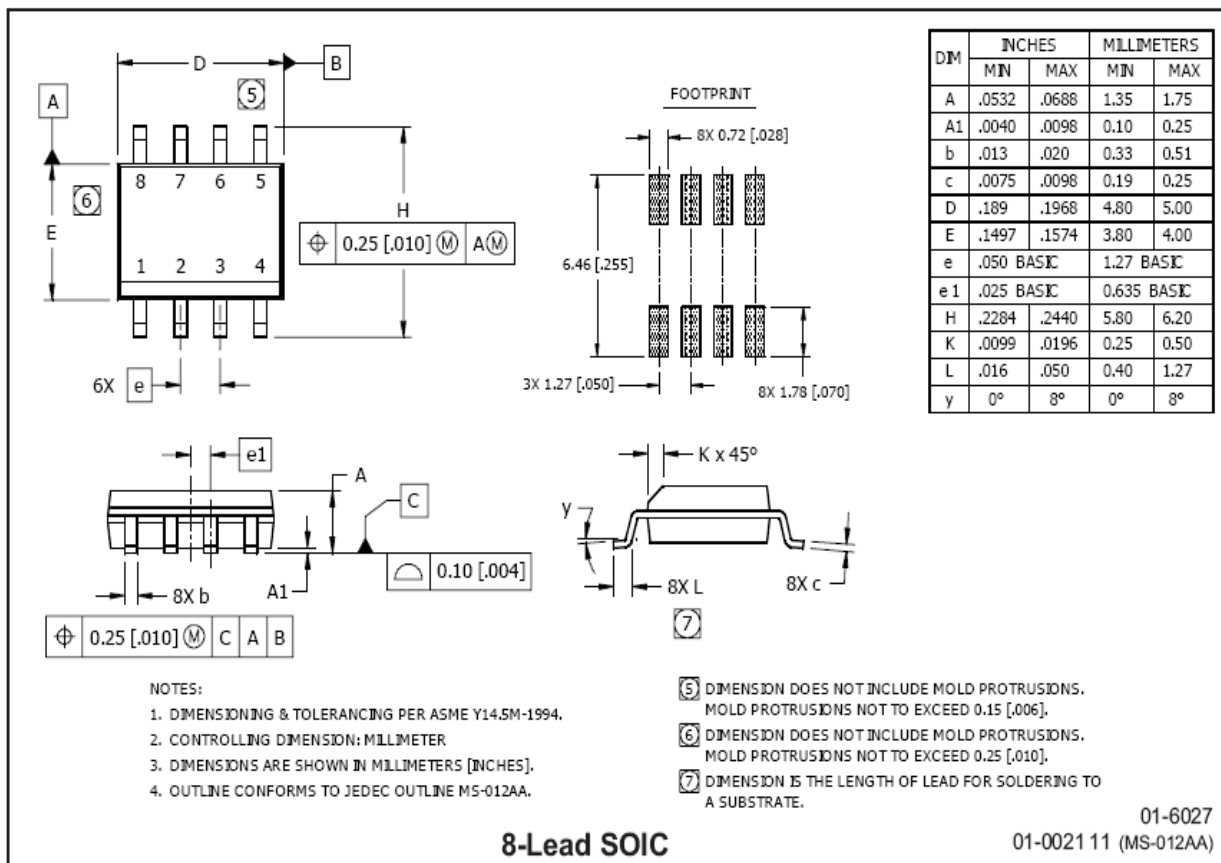 D
B
A
5
8 7 6 5
6
E
H
⌖ 0.25 [.010] Ⓜ A Ⓜ
1 2 3 4
6X e
FOOTPRINT
8X 0.72 [.028]
6.46 [.255]
3X 1.27 [.050]
8X 1.78 [.070]
DIM INCHES MILLIMETERS
MIN MAX MIN MAX
A .0532 .0688 1.35 1.75
A1 .0040 .0098 0.10 0.25
b .013 .020 0.33 0.51
c .0075 .0098 0.19 0.25
D .189 .1968 4.80 5.00
E .1497 .1574 3.80 4.00
e .050 BASIC 1.27 BASIC
e 1 .025 BASIC 0.635 BASIC
H .2284 .2440 5.80 6.20
K .0099 .0196 0.25 0.50
L .016 .050 0.40 1.27
y 0° 8° 0° 8°
e1
A
C
0.10 [.004]
A1
8X b
⌖ 0.25 [.010] Ⓜ C A B
K x 45°
y
8X L
8X c
7
NOTES:
1. DIMENSIONING & TOLERANCING PER ASME Y14.5M-1994.
2. CONTROLLING DIMENSION: MILLIMETER
3. DIMENSIONS ARE SHOWN IN MILLIMETERS [INCHES].
4. OUTLINE CONFORMS TO JEDEC OUTLINE MS-012AA.
5 DIMENSION DOES NOT INCLUDE MOLD PROTRUSIONS.
MOLD PROTRUSIONS NOT TO EXCEED 0.15 [.006].
6 DIMENSION DOES NOT INCLUDE MOLD PROTRUSIONS.
MOLD PROTRUSIONS NOT TO EXCEED 0.25 [.010].
7 DIMENSION IS THE LENGTH OF LEAD FOR SOLDERING TO
A SUBSTRATE.
8-Lead SOIC
01-6027
01-0021 11 (MS-012AA)